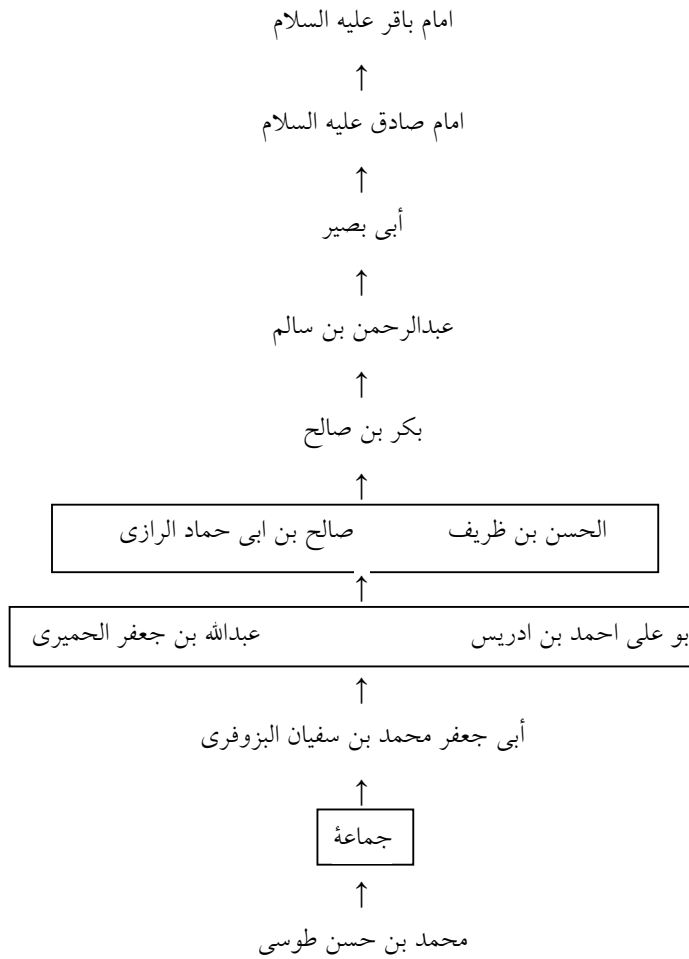 امام باقر علیه السلام
↑
امام صادق علیه السلام
↑
أبی بصیر
↑
عبدالرحمن بن سالم
↑
بکر بن صالح
↑
الحسن بن ظریف صالح بن ابی حماد الرازی
↑
بو علی احمد بن ادریس عبدالله بن جعفر الحمیری
↑
أبی جعفر محمد بن سفیان البزوفری
↑
جماعۀ
↑
محمد بن حسن طوسی